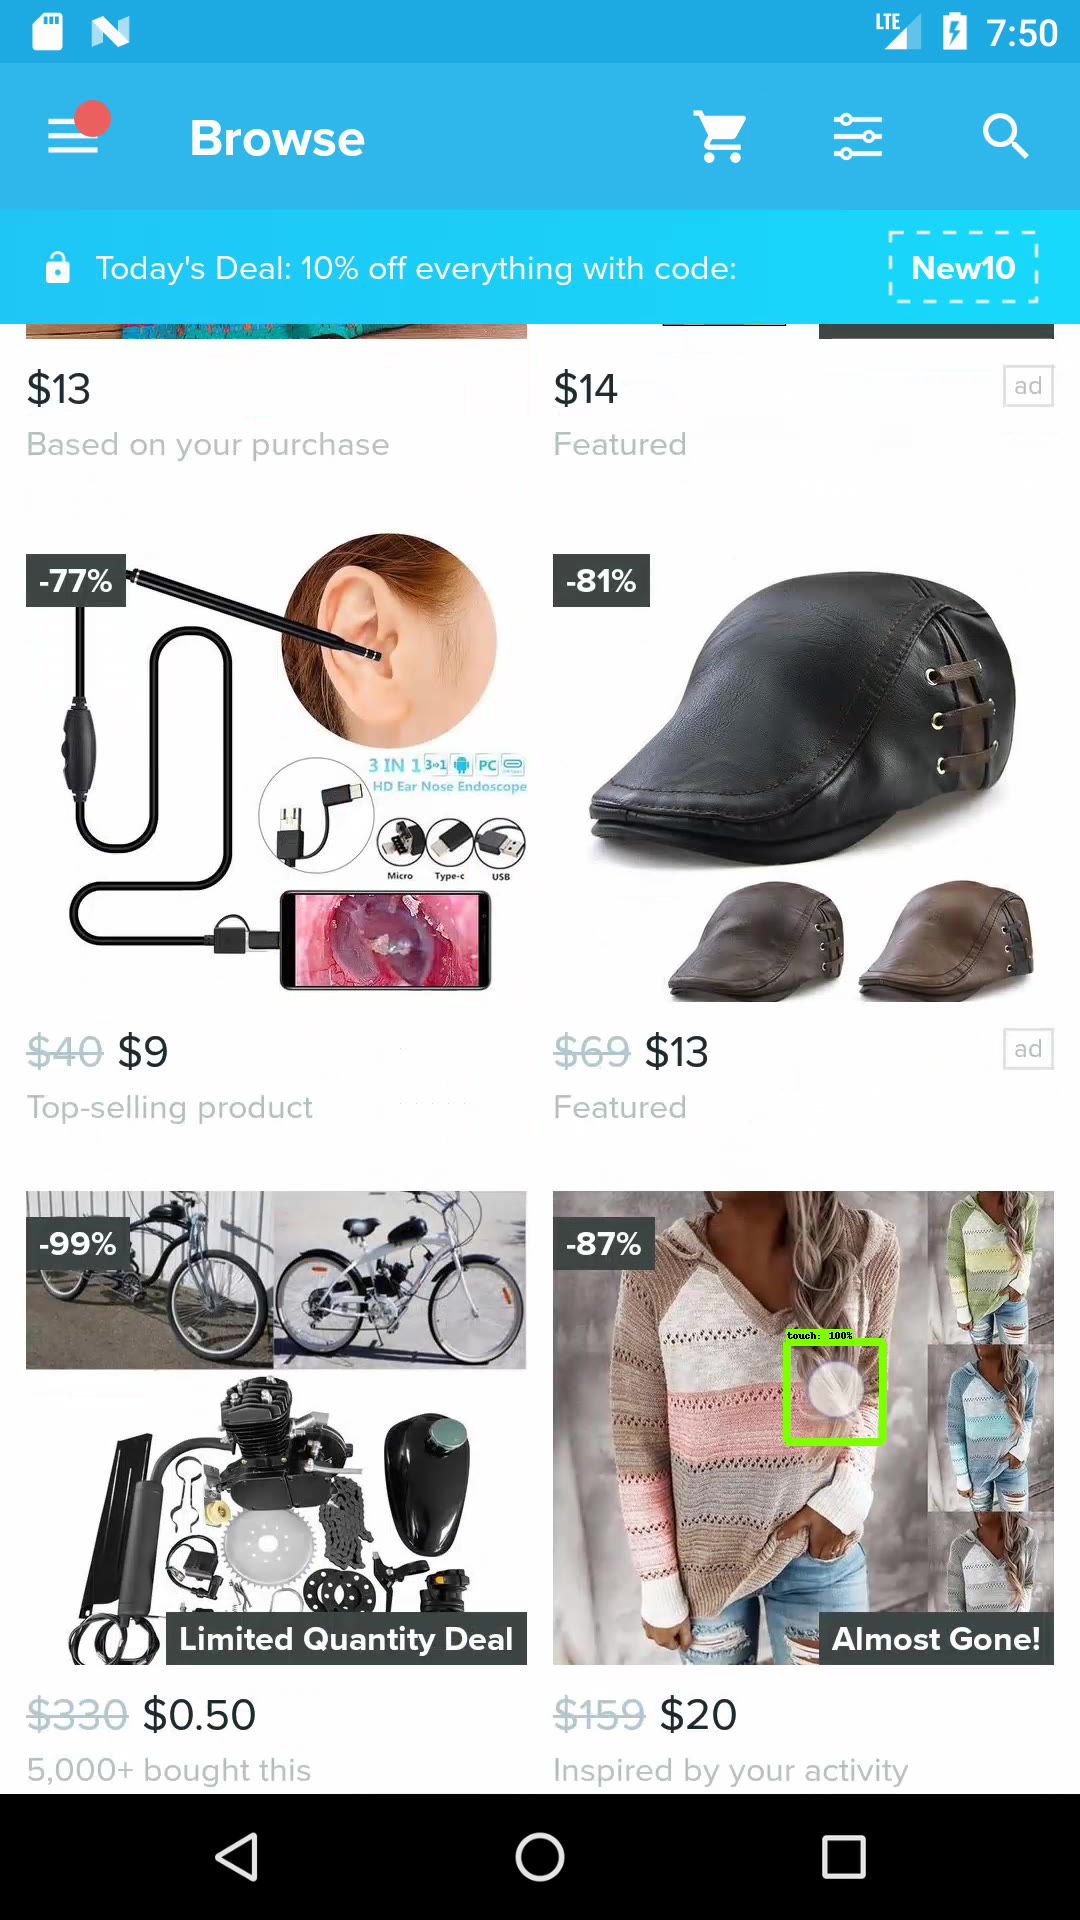 LTE 7:50
Browse
Today's Deal: 10% off everything with code: New10
$13
Based on your purchase
$14 ad
Featured
-77%
3 IN 1 3in1 PC
HD Ear Nose Endoscope
Micro Type-c USB
$40 $9
Top-selling product
-81%
$69 $13 ad
Featured
-99%
Limited Quantity Deal
$330 $0.50
5,000+ bought this
-87%
touch: 100%
Almost Gone!
$159 $20
Inspired by your activity